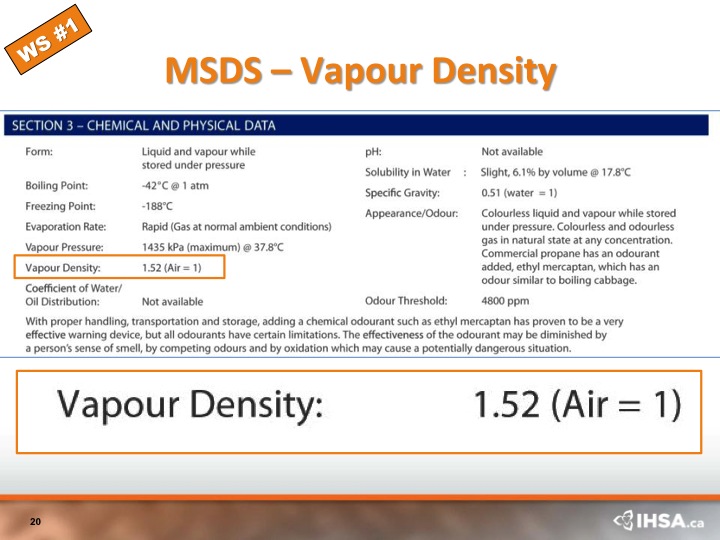 WS #1
MSDS – Vapour Density
SECTION 3 – CHEMICAL AND PHYSICAL DATA
Form: Liquid and vapour while
stored under pressure
Boiling Point: -42°C @ 1 atm
Freezing Point: -188°C
Evaporation Rate: Rapid (Gas at normal ambient conditions)
Vapour Pressure: 1435 kPa (maximum) @ 37.8°C
Vapour Density: 1.52 (Air = 1)
Coefficient of Water/
Oil Distribution: Not available
pH: Not available
Solubility in Water : Slight, 6.1% by volume @ 17.8°C
Specific Gravity: 0.51 (water = 1)
Appearance/Odour: Colourless liquid and vapour while stored
under pressure. Colourless and odourless
gas in natural state at any concentration.
Commercial propane has an odourant
added, ethyl mercaptan, which has an
odour similar to boiling cabbage.
Odour Threshold: 4800 ppm
With proper handling, transportation and storage, adding a chemical odourant such as ethyl mercaptan has proven to be a very
effective warning device, but all odourants have certain limitations. The effectiveness of the odourant may be diminished by
a person's sense of smell, by competing odours and by oxidation which may cause a potentially dangerous situation.
Vapour Density: 1.52 (Air = 1)
20
IHSA.ca